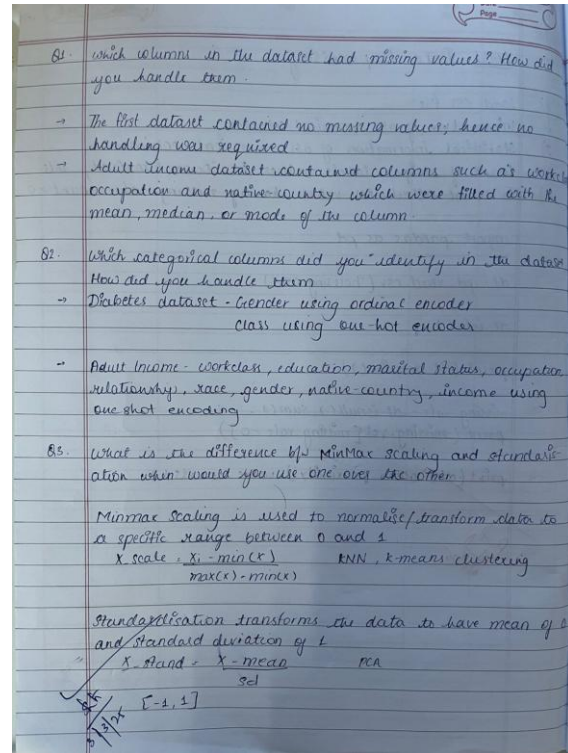 Page
Q1. which columns in the dataset had missing values? How did
you handle them.
→ The first dataset contained no missing values; hence no
handling was required
→ Adult Income dataset contained columns such as workcl
occupation and native-country which were filled with the
mean, median, or mode of the column.
Q2. which categorical columns did you identify in the datase
How did you handle them
→ Diabetes dataset - Gender using ordinal encoder
class using one-hot encoder
→ Adult Income - workclass, education, marital status, occupation
relationship, race, gender, native-country, income using
one shot encoding
Q3. what is the difference b/w MinMax scaling and standasis-
ation when would you use one over the other
Minmax scaling is used to normalise/transform data to
a specific range between 0 and 1
X_scale = xi - min(x) KNN, k-means clustering
max(x) - min(x)
standardisation transforms the data to have mean of 0
and standard deviation of 1
X_stand = X - mean PCA
sd
[-1, 1]